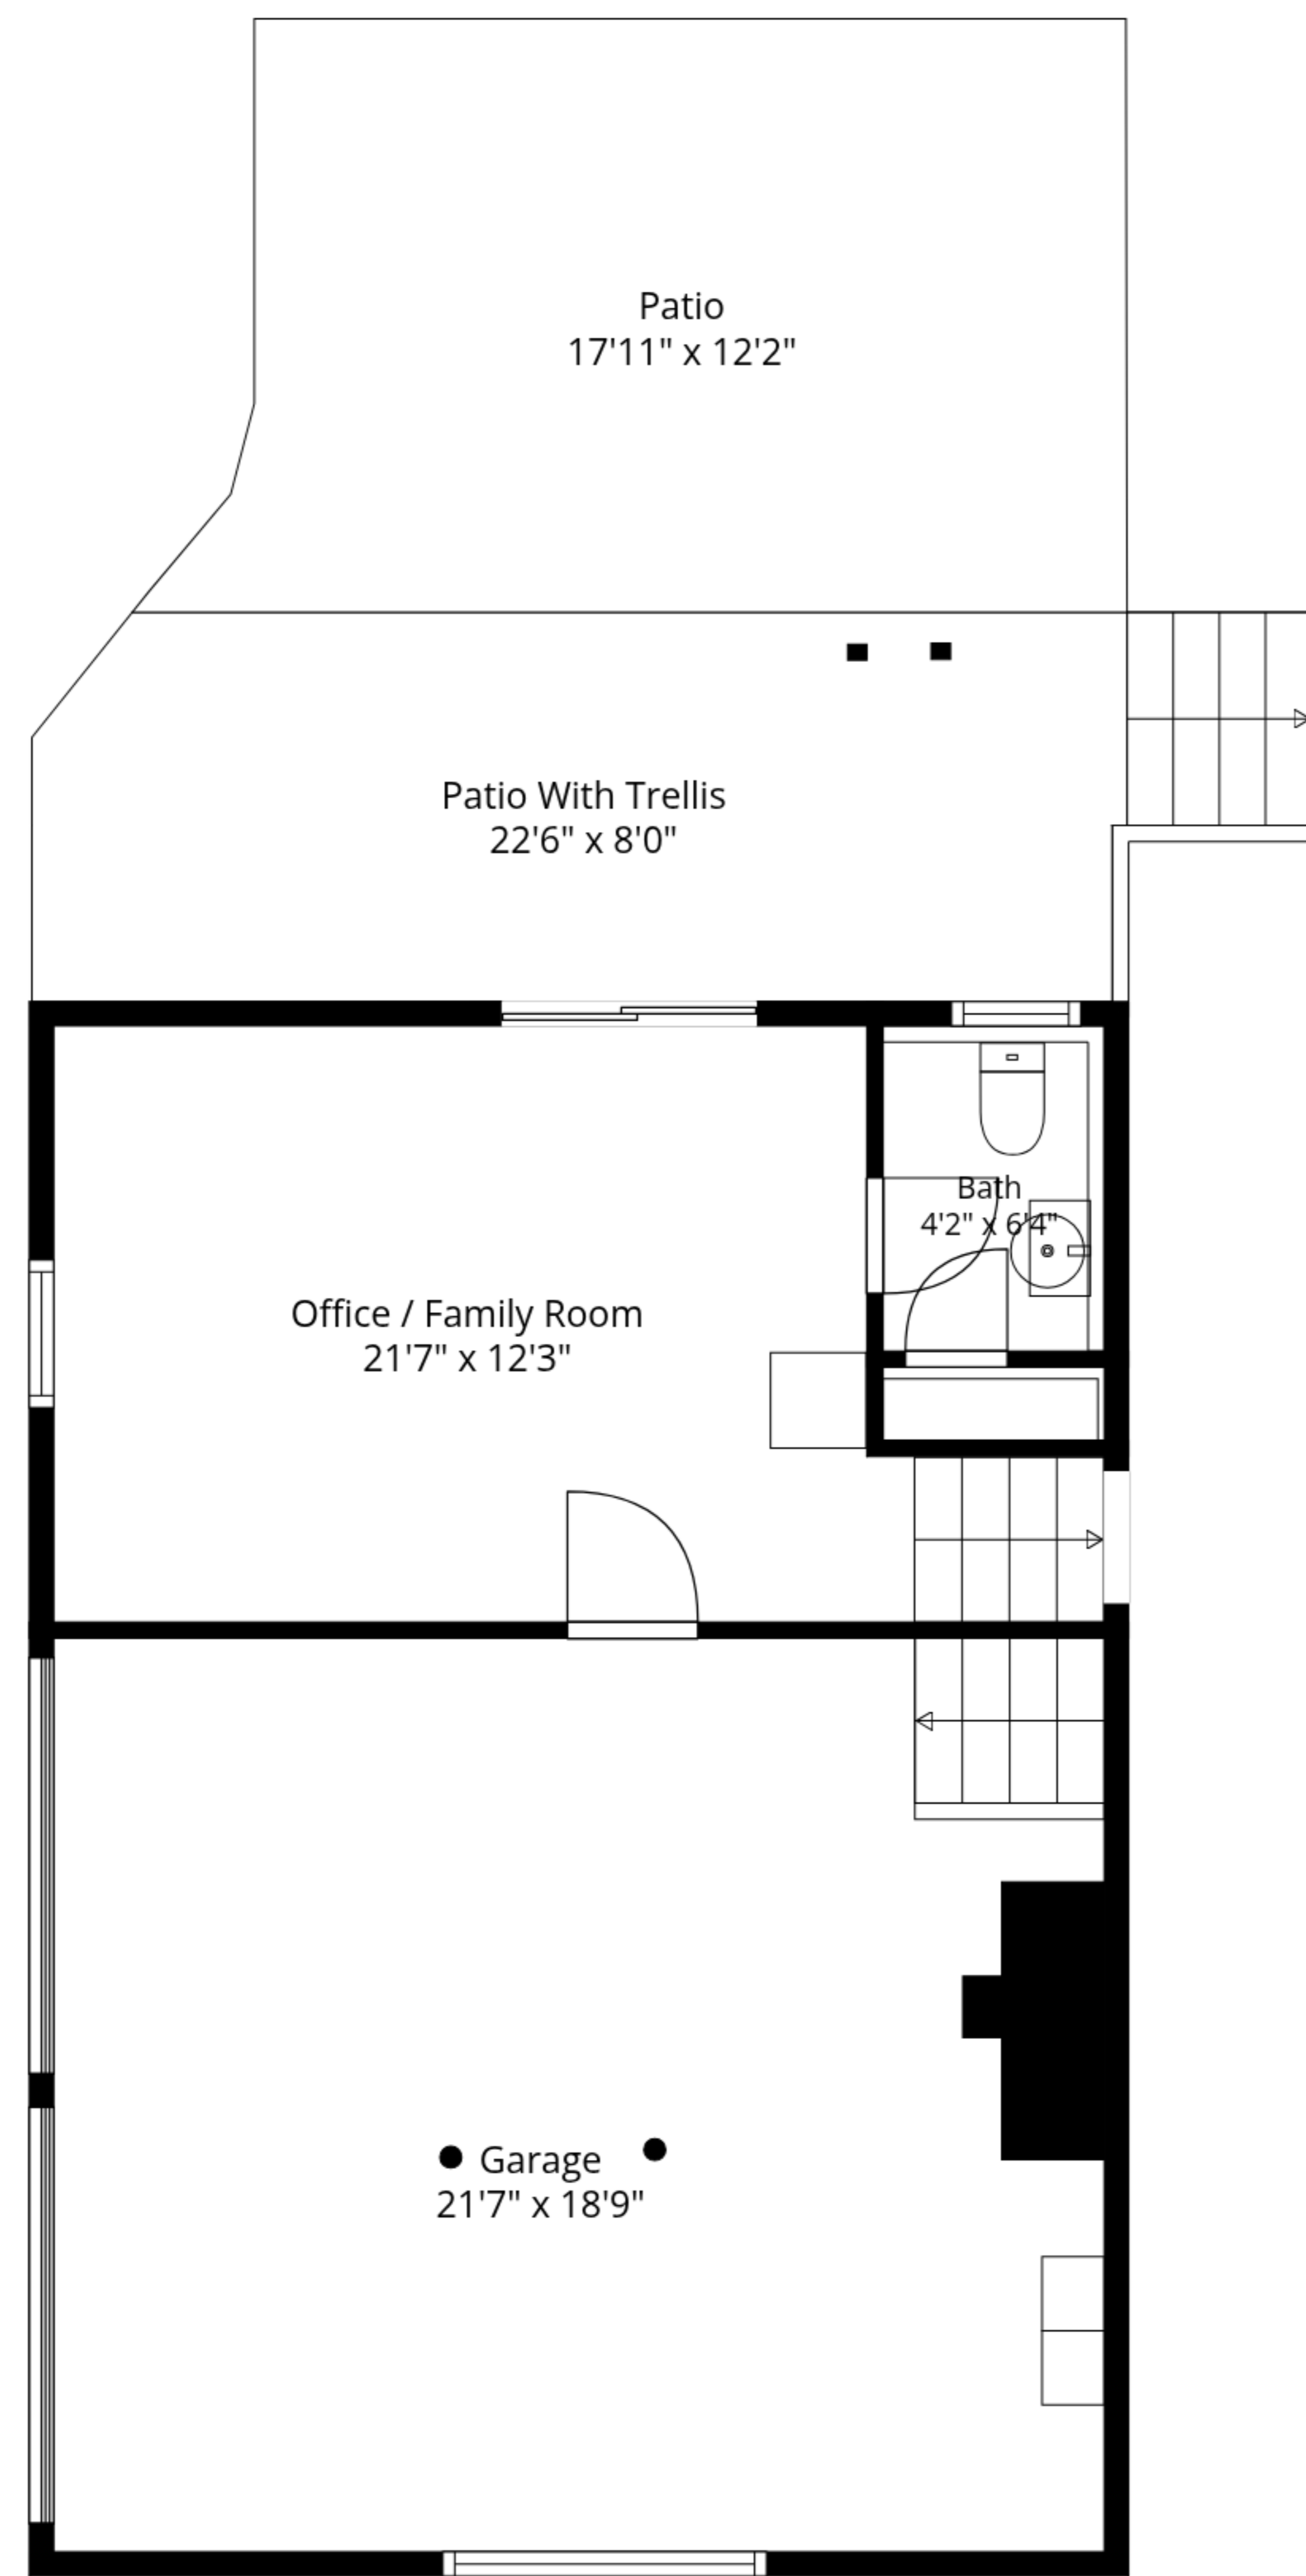 Patio
17'11" x 12'2"
Patio With Trellis
22'6" x 8'0"
Bath
4'2" x 6'4"
Office / Family Room
21'7" x 12'3"
Garage
21'7" x 18'9"